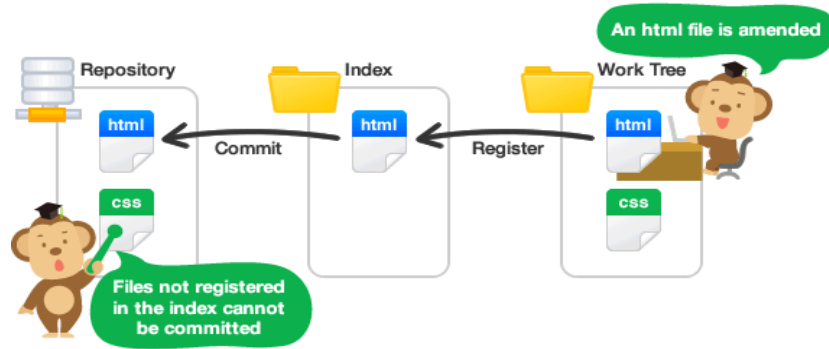 An html file is amended
Repository
Index
Work Tree
html
html
html
Commit
Register
css
css
Files not registered
in the index cannot
be committed